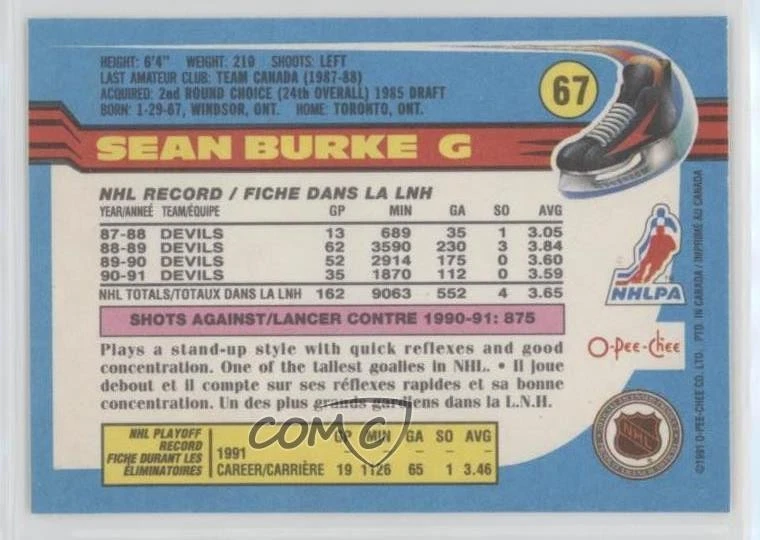 HEIGHT: 6'4" WEIGHT: 210 SHOOTS: LEFT
LAST AMATEUR CLUB: TEAM CANADA (1987-88)
ACQUIRED: 2nd ROUND CHOICE (24th OVERALL) 1985 DRAFT
BORN: 1-29-67, WINDSOR, ONT. HOME: TORONTO, ONT.
67
SEAN BURKE G
NHL RECORD / FICHE DANS LA LNH
YEAR/ANNEÉ TEAM/ÉQUIPE GP MIN GA SO AVG
87-88 DEVILS 13 689 35 1 3.05
88-89 DEVILS 62 3590 230 3 3.84
89-90 DEVILS 52 2914 175 0 3.60
90-91 DEVILS 35 1870 112 0 3.59
NHL TOTALS/TOTAUX DANS LA LNH 162 9063 552 4 3.65
SHOTS AGAINST/LANCER CONTRE 1990-91: 875
Plays a stand-up style with quick reflexes and good
concentration. One of the tallest goalies in NHL. • Il joue
debout et il compte sur ses réflexes rapides et sa bonne
concentration. Un des plus grands gardiens dans la L.N.H.
NHL PLAYOFF
RECORD
FICHE DURANT LES
ÉLIMINATOIRES
GP MIN GA SO AVG
1991 – – – – –
CAREER/CARRIÈRE 19 1126 65 1 3.46
NHLPA
O-Pee-Chee
NHL
©1991 O-PEE-CHEE CO. LTD. PTD. IN CANADA / IMPRIMÉ AU CANADA
COMC